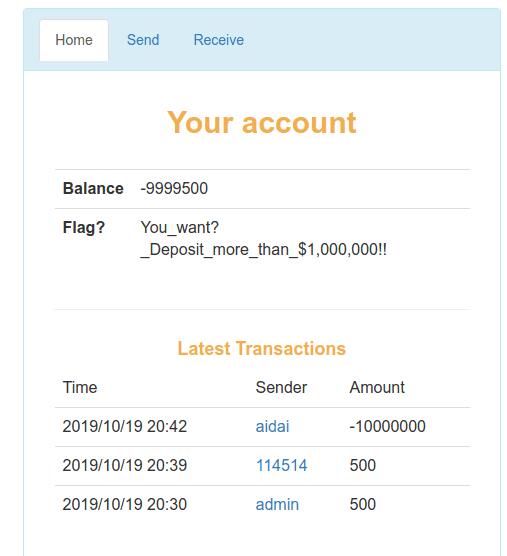 Home Send Receive
Your account
Balance -9999500
Flag? You_want?
_Deposit_more_than_$1,000,000!!
Latest Transactions
Time Sender Amount
2019/10/19 20:42 aidai -10000000
2019/10/19 20:39 114514 500
2019/10/19 20:30 admin 500